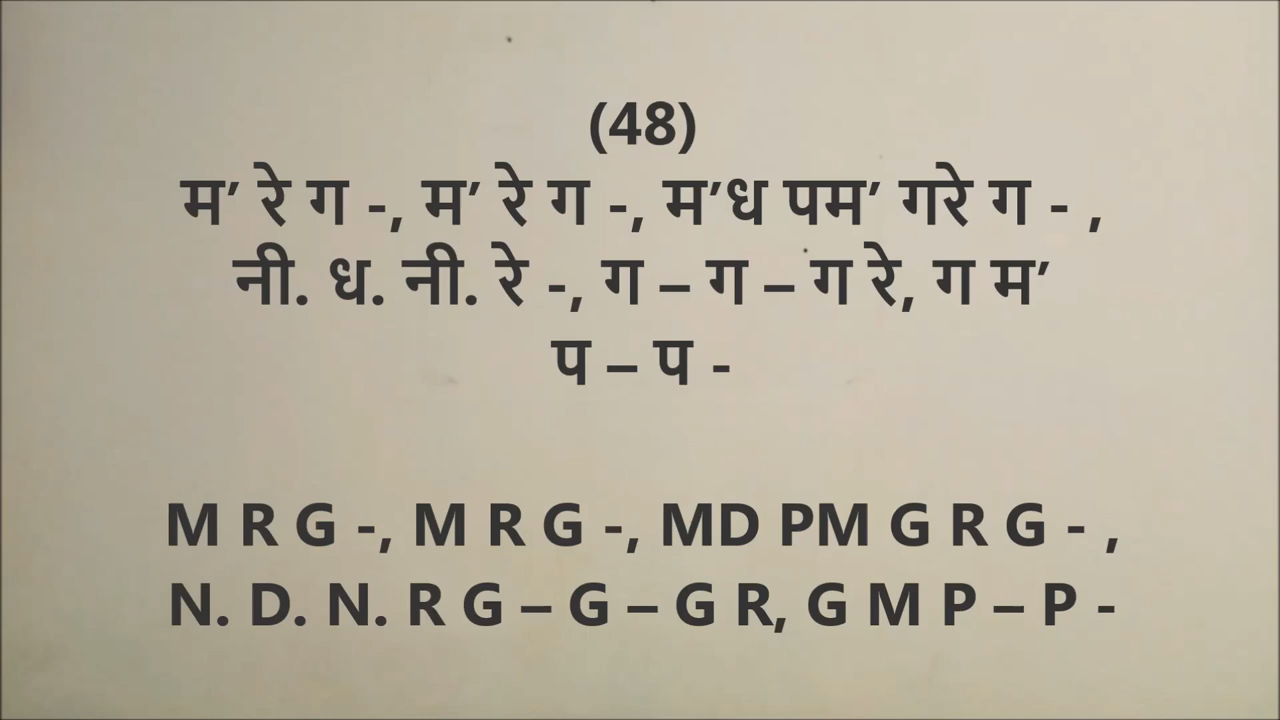 (48)
म’ रे ग -, म’ रे ग -, म’ध पम’ गरे ग - ,
नी. ध. नी. रे -, ग – ग – ग रे, ग म’
प – प -
M R G -, M R G -, MD PM G R G - ,
N. D. N. R G – G – G R, G M P – P -